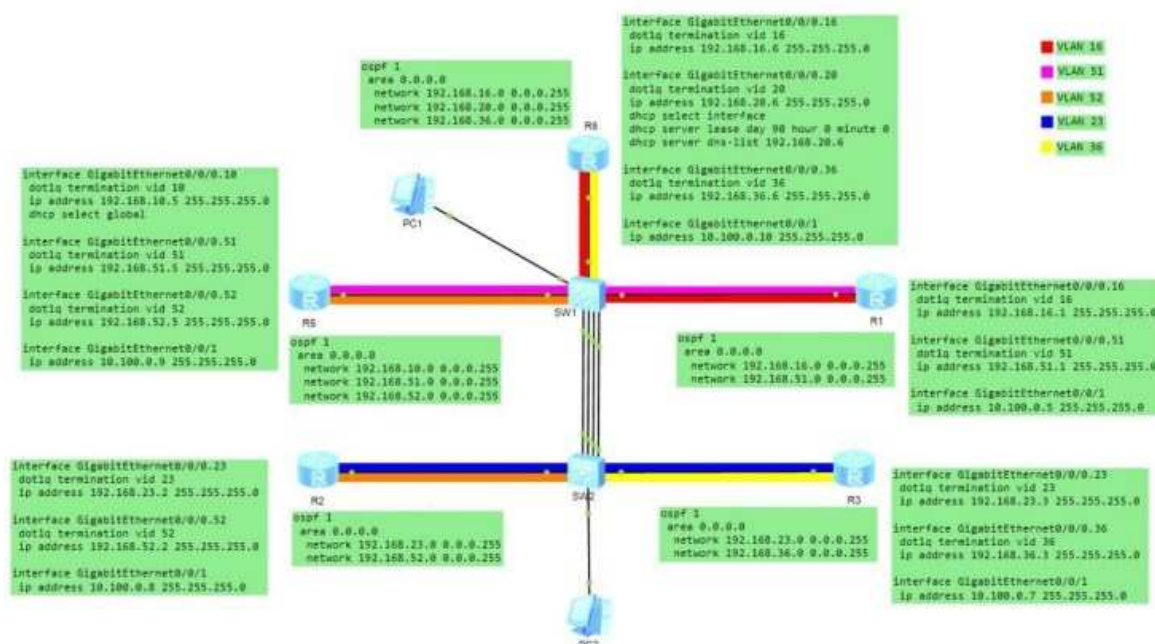 interface GigabitEthernet0/0/0.16
dot1q termination vid 16
ip address 192.168.16.6 255.255.255.0
interface GigabitEthernet0/0/0.20
dot1q termination vid 20
ip address 192.168.20.6 255.255.255.0
dhcp select interface
dhcp server lease day 90 hour 0 minute 0
dhcp server dns-list 192.168.20.6
interface GigabitEthernet0/0/0.36
dot1q termination vid 36
ip address 192.168.36.6 255.255.255.0
interface GigabitEthernet0/0/1
ip address 10.100.0.10 255.255.255.0
VLAN 16
VLAN 51
VLAN 52
VLAN 23
VLAN 36
ospf 1
area 0.0.0.0
network 192.168.16.0 0.0.0.255
network 192.168.20.0 0.0.0.255
network 192.168.36.0 0.0.0.255
R6
PC1
interface GigabitEthernet0/0/0.10
dot1q termination vid 10
ip address 192.168.10.5 255.255.255.0
dhcp select global
interface GigabitEthernet0/0/0.51
dot1q termination vid 51
ip address 192.168.51.5 255.255.255.0
interface GigabitEthernet0/0/0.52
dot1q termination vid 52
ip address 192.168.52.5 255.255.255.0
interface GigabitEthernet0/0/1
ip address 10.100.0.9 255.255.255.0
R5
SW1
R1
ospf 1
area 0.0.0.0
network 192.168.10.0 0.0.0.255
network 192.168.51.0 0.0.0.255
network 192.168.52.0 0.0.0.255
ospf 1
area 0.0.0.0
network 192.168.16.0 0.0.0.255
network 192.168.51.0 0.0.0.255
interface GigabitEthernet0/0/0.16
dot1q termination vid 16
ip address 192.168.16.1 255.255.255.0
interface GigabitEthernet0/0/0.51
dot1q termination vid 51
ip address 192.168.51.1 255.255.255.0
interface GigabitEthernet0/0/1
ip address 10.100.0.5 255.255.255.0
interface GigabitEthernet0/0/0.23
dot1q termination vid 23
ip address 192.168.23.2 255.255.255.0
interface GigabitEthernet0/0/0.52
dot1q termination vid 52
ip address 192.168.52.2 255.255.255.0
interface GigabitEthernet0/0/1
ip address 10.100.0.8 255.255.255.0
R2
SW2
R3
ospf 1
area 0.0.0.0
network 192.168.23.0 0.0.0.255
network 192.168.52.0 0.0.0.255
ospf 1
area 0.0.0.0
network 192.168.23.0 0.0.0.255
network 192.168.36.0 0.0.0.255
interface GigabitEthernet0/0/0.23
dot1q termination vid 23
ip address 192.168.23.3 255.255.255.0
interface GigabitEthernet0/0/0.36
dot1q termination vid 36
ip address 192.168.36.3 255.255.255.0
interface GigabitEthernet0/0/1
ip address 10.100.0.7 255.255.255.0